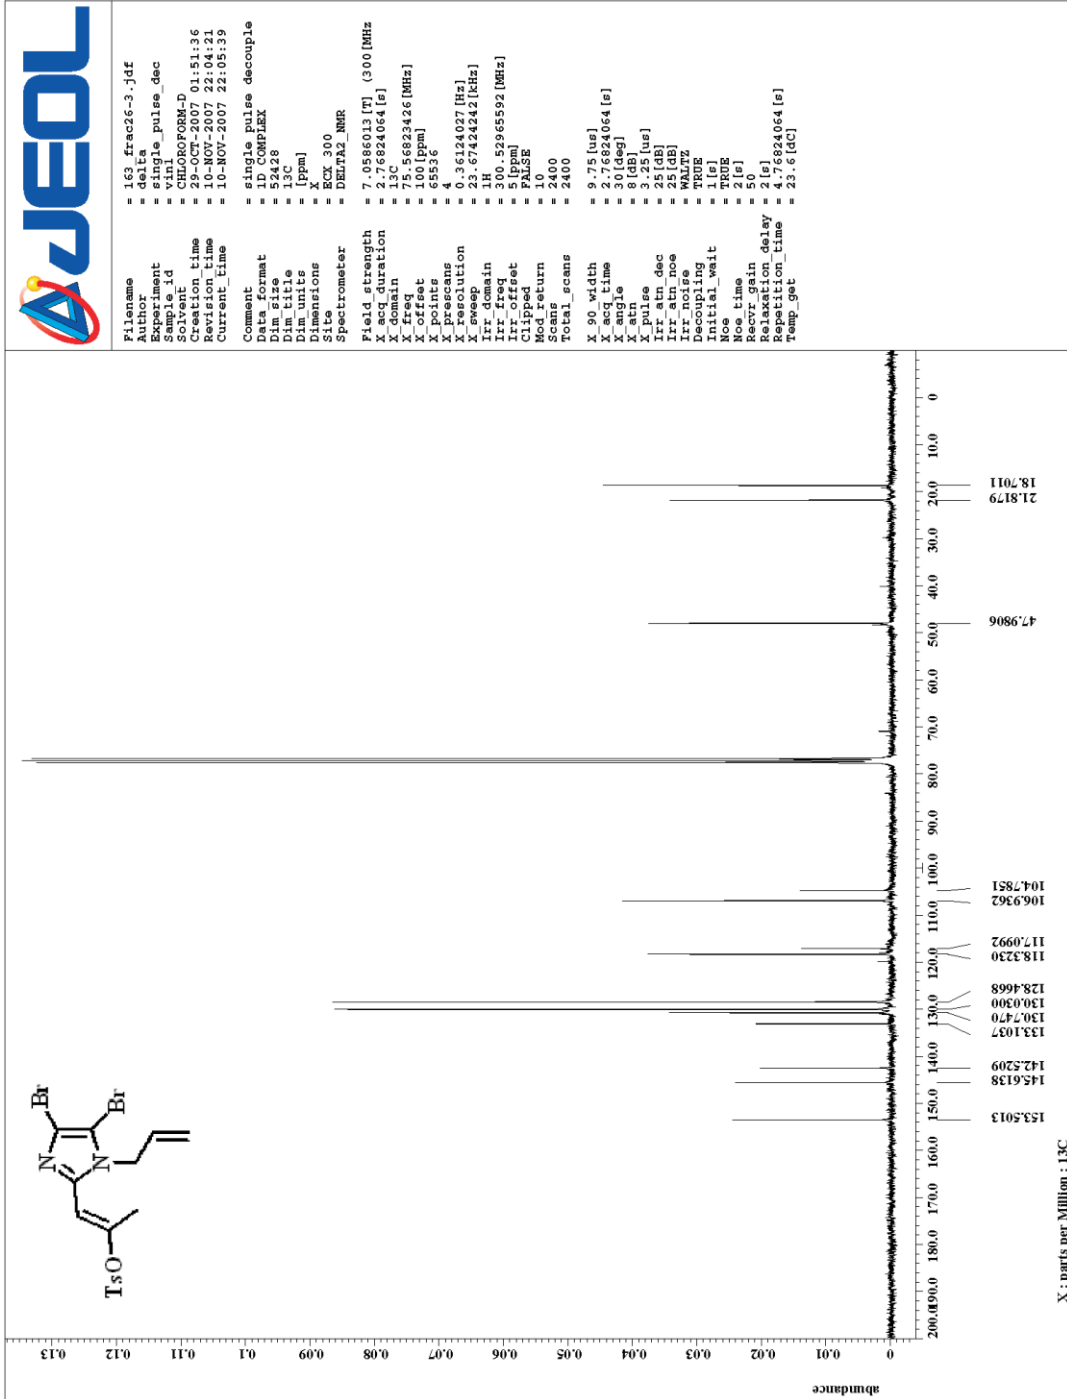 JEOL
Filename = 163_frac26-3.jdf
Author = delta
Experiment = single_pulse_dec
Sample_id = vin1
Solvent = CHLOROFORM-D
Creation_time = 29-OCT-2007 01:51:36
Revision_time = 10-NOV-2007 22:04:21
Current_time = 10-NOV-2007 22:05:39
Comment = single pulse decouple
Data_format = 1D COMPLEX
Dim_size = 52428
Dim_title = 13C
Dim_units = [ppm]
Dimensions = X
Site = ECX 300
Spectrometer = DELTA2_NMR
Field_strength = 7.0586013[T] (300[MHz
X_acq_duration = 2.76824064[s]
X_domain = 13C
X_freq = 75.56823426[MHz]
X_offset = 100[ppm]
X_points = 65536
X_prescans = 4
X_resolution = 0.36124027[Hz]
X_sweep = 23.67424242[kHz]
Irr_domain = 1H
Irr_freq = 300.52965592[MHz]
Irr_offset = 5[ppm]
Clipped = FALSE
Mod_return = 10
Scans = 2400
Total_scans = 2400
X_90_width = 9.75[us]
X_acq_time = 2.76824064[s]
X_angle = 30[deg]
X_atn = 8[dB]
X_pulse = 3.25[us]
Irr_atn_dec = 25[dB]
Irr_atn_noe = 25[dB]
Irr_noise = WALTZ
Decoupling = TRUE
Initial_wait = 1[s]
Noe = TRUE
Noe_time = 2[s]
Recvr_gain = 50
Relaxation_delay = 2[s]
Repetition_time = 4.76824064[s]
Temp_get = 23.6[dC]
Br
N
Br
N
TsO
abundance
0 0.01 0.02 0.03 0.04 0.05 0.06 0.07 0.08 0.09 0.1 0.11 0.12 0.13
200.0 190.0 180.0 170.0 160.0 150.0 140.0 130.0 120.0 110.0 100.0 90.0 80.0 70.0 60.0 50.0 40.0 30.0 20.0 10.0 0
153.5013
145.6138
142.5209
133.1037
130.7470
130.0300
128.4668
118.3230
117.0992
106.9362
104.7851
47.9806
21.8179
18.7011
X : parts per Million : 13C